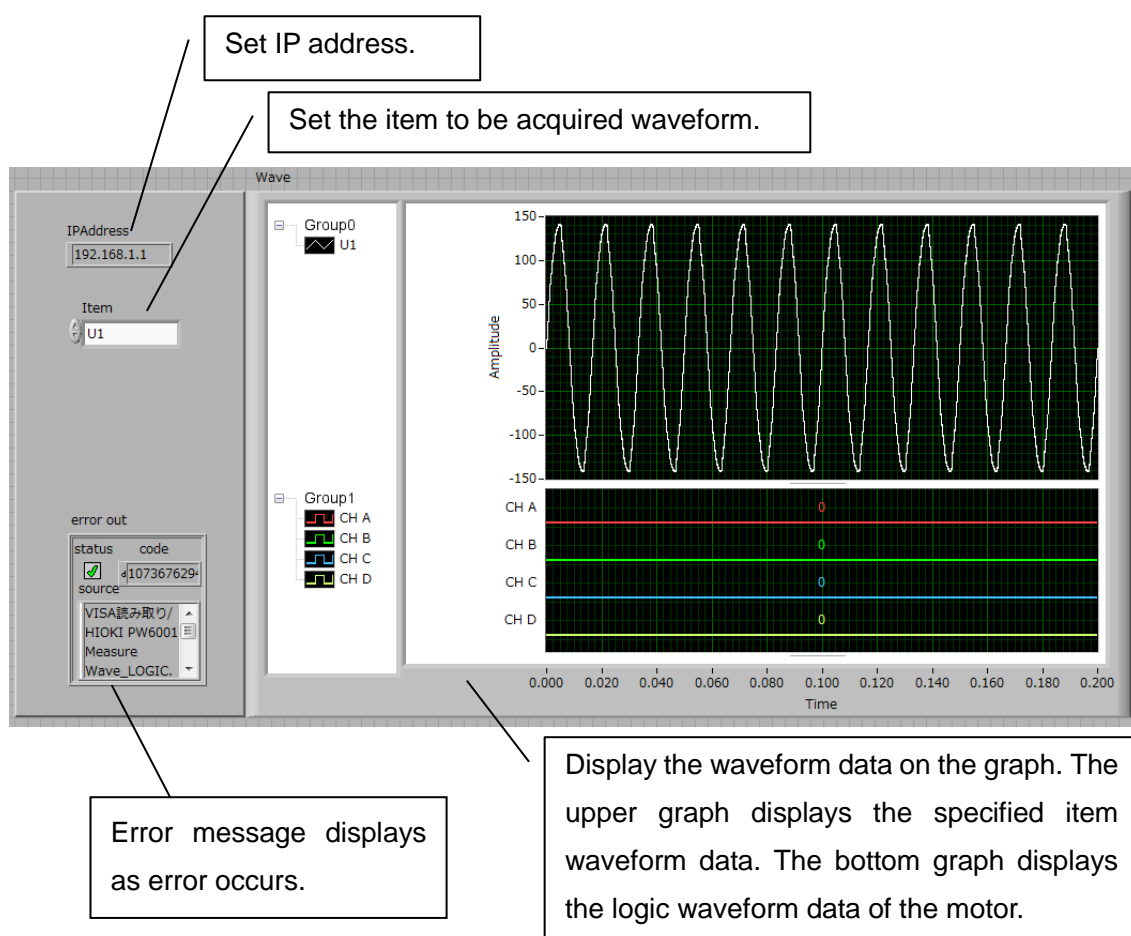 Set IP address.
Set the item to be acquired waveform.
Wave
IPAddress
192.168.1.1
Item
U1
error out
status code
1073676294
source
VISA読み取り/
HIOKI PW6001
Measure
Wave_LOGIC.
Group0
U1
Group1
CH A
CH B
CH C
CH D
150
100
50
0
-50
-100
-150
Amplitude
CH A
0
CH B
0
CH C
0
CH D
0
0.000 0.020 0.040 0.060 0.080 0.100 0.120 0.140 0.160 0.180 0.200
Time
Error message displays
as error occurs.
Display the waveform data on the graph. The
upper graph displays the specified item
waveform data. The bottom graph displays
the logic waveform data of the motor.